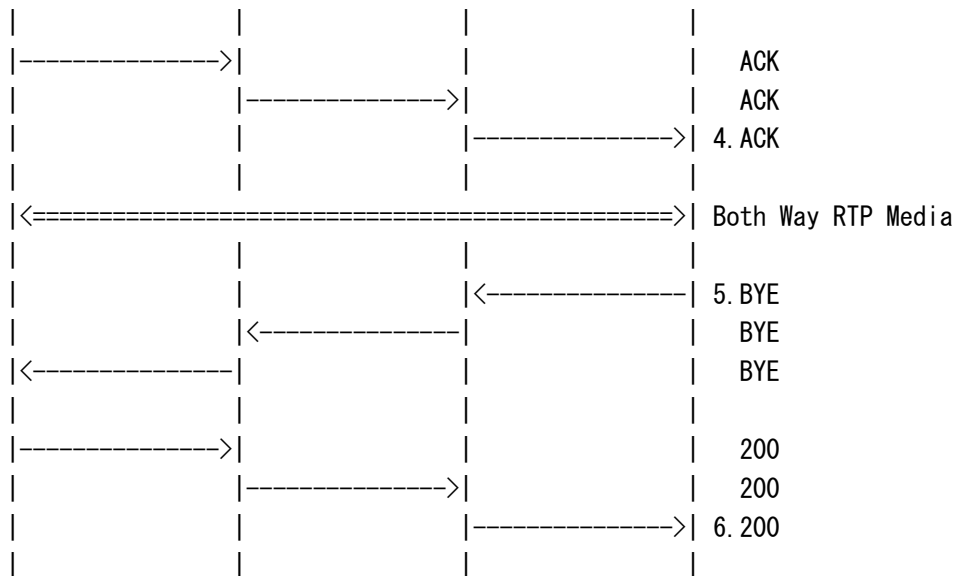 ACK
ACK
4.ACK
Both Way RTP Media
5.BYE
BYE
BYE
200
200
6.200